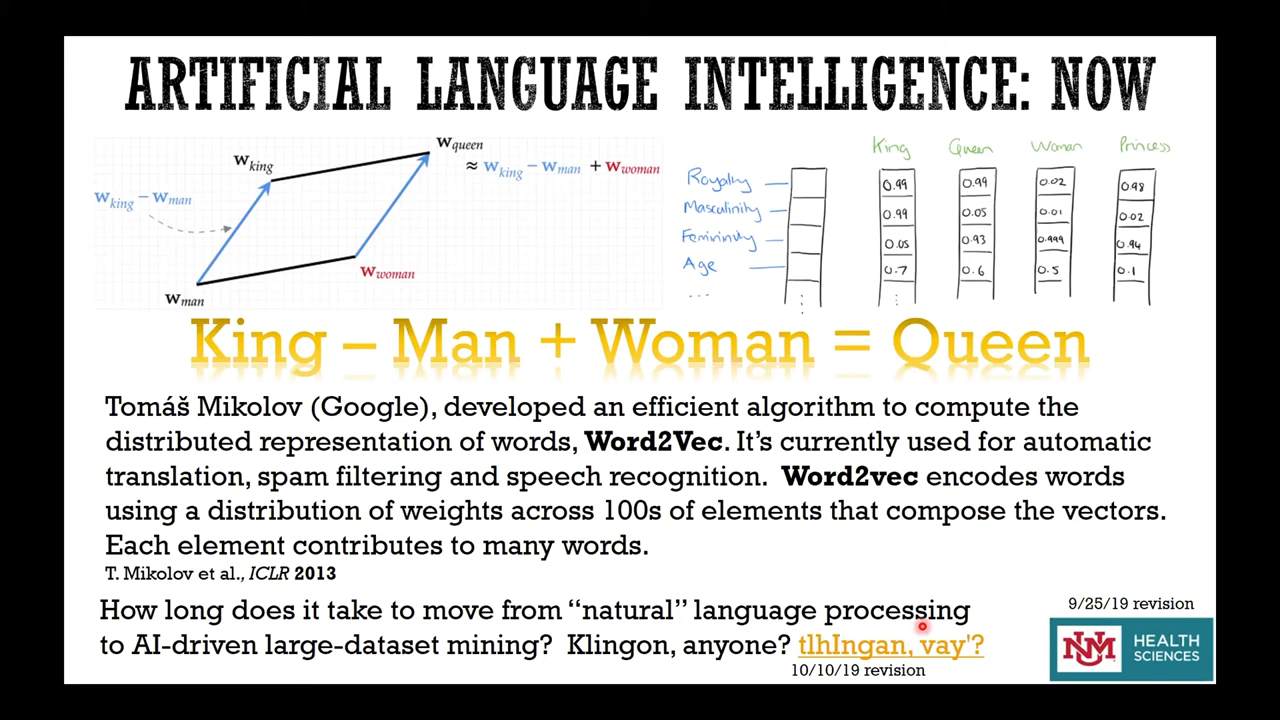 ARTIFICIAL LANGUAGE INTELLIGENCE: NOW
w_queen
w_king
≈ w_king − w_man + w_woman
w_king − w_man
w_woman
w_man
King Queen Woman Princess
Royalty 0.99 0.99 0.02 0.98
Masculinity 0.99 0.05 0.01 0.02
Femininity 0.05 0.93 0.999 0.94
Age 0.7 0.6 0.5 0.1
...
King – Man + Woman = Queen
Tomáš Mikolov (Google), developed an efficient algorithm to compute the
distributed representation of words, Word2Vec. It's currently used for automatic
translation, spam filtering and speech recognition. Word2vec encodes words
using a distribution of weights across 100s of elements that compose the vectors.
Each element contributes to many words.
T. Mikolov et al., ICLR 2013
How long does it take to move from “natural” language processing
to AI-driven large-dataset mining? Klingon, anyone? tlhIngan, vay'?
10/10/19 revision
9/25/19 revision
UNM HEALTH
SCIENCES